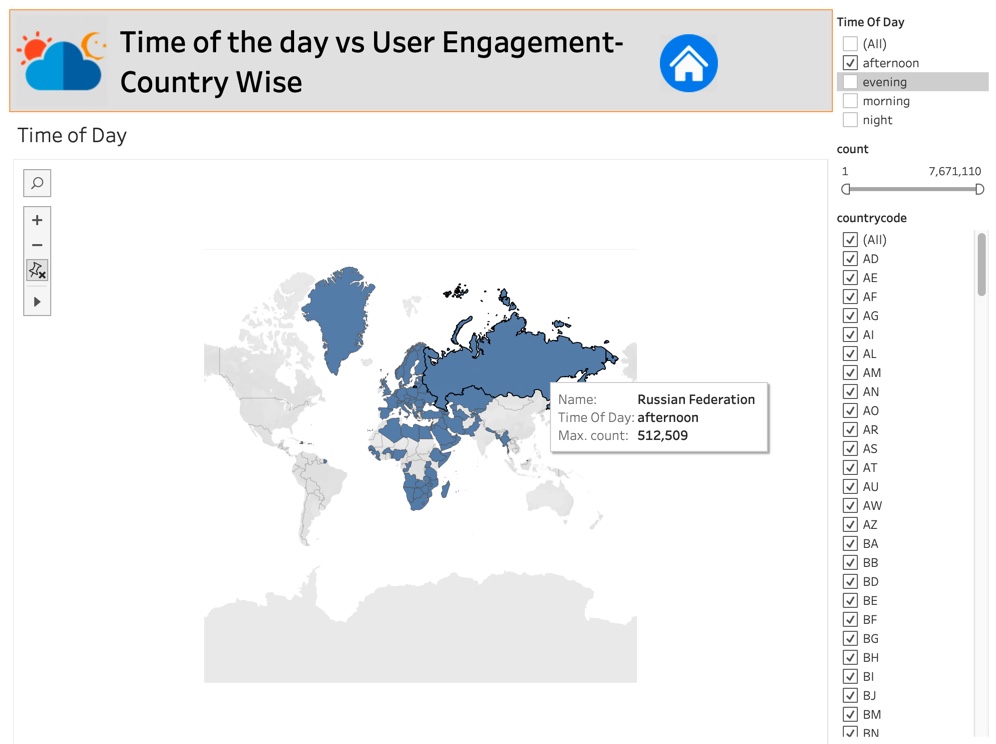 Time of the day vs User Engagement-
Country Wise
Time of Day
Name: Russian Federation
Time Of Day: afternoon
Max. count: 512,509
Time Of Day
(All)
afternoon
evening
morning
night
count
1 7,671,110
countrycode
(All)
AD
AE
AF
AG
AI
AL
AM
AN
AO
AR
AS
AT
AU
AW
AZ
BA
BB
BD
BE
BF
BG
BH
BI
BJ
BM
BN